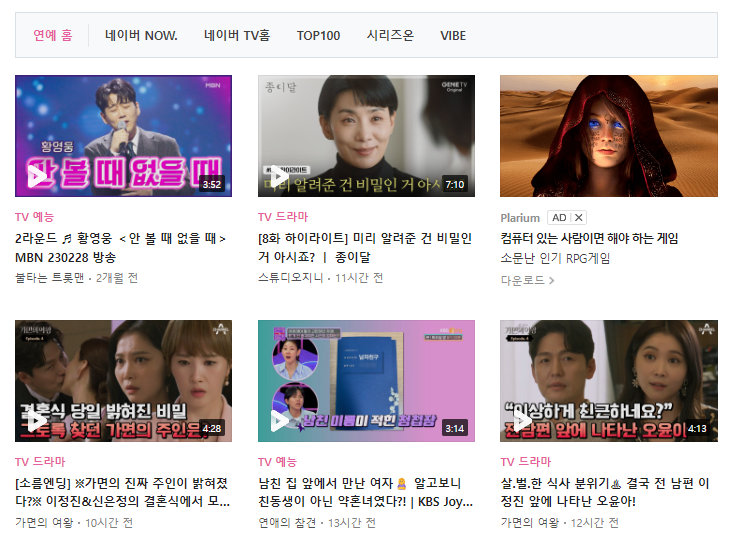 연예 홈
네이버 NOW.
네이버 TV홈
TOP100
시리즈온
VIBE
MBN
황영웅
안 볼 때 없을 때
3:52
종이달
GENIE TV
Original
하이라이트
미리 알려준 건 비밀인 거 아시
7:10
TV 예능
2라운드 ♬ 황영웅 < 안 볼 때 없을 때 >
MBN 230228 방송
불타는 트롯맨 · 2개월 전
TV 드라마
[8화 하이라이트] 미리 알려준 건 비밀인
거 아시죠? ㅣ 종이달
스튜디오지니 · 11시간 전
Plarium AD
컴퓨터 있는 사람이면 해야 하는 게임
소문난 인기 RPG게임
다운로드
가면의 여왕
Episode. 4
결혼식 당일 밝혀진 비밀
그토록 찾던 가면의 주인은?
4:28
남자친구
남친 이름이 적힌 청첩장
3:14
가면의 여왕
Episode. 4
"이상하게 친근하네요?"
전남편 앞에 나타난 오윤아
4:13
TV 드라마
[소름엔딩] ※가면의 진짜 주인이 밝혀졌
다?※ 이정진&신은정의 결혼식에서 모...
가면의 여왕 · 10시간 전
TV 예능
남친 집 앞에서 만난 여자 알고보니
친동생이 아닌 약혼녀였다?! | KBS Joy...
연애의 참견 · 13시간 전
TV 드라마
살.벌.한 식사 분위기 결국 전 남편 이
정진 앞에 나타난 오윤아!
가면의 여왕 · 12시간 전